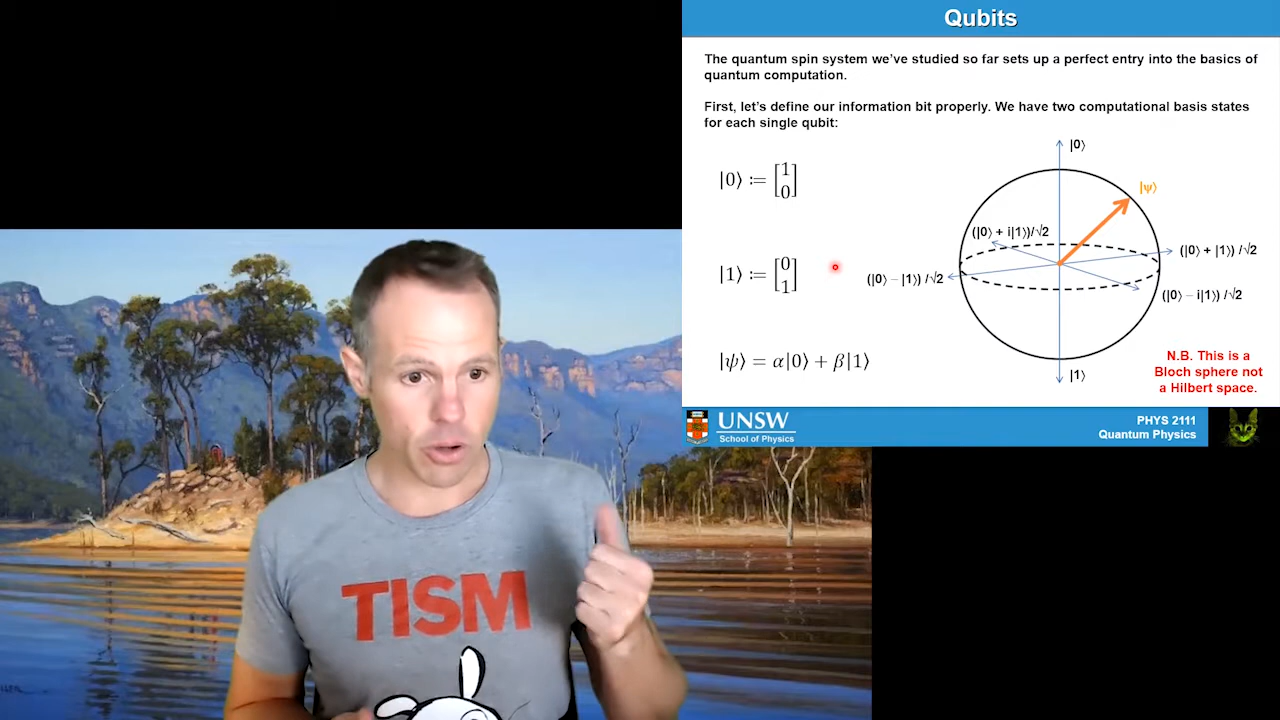 Qubits
The quantum spin system we've studied so far sets up a perfect entry into the basics of
quantum computation.
First, let's define our information bit properly. We have two computational basis states
for each single qubit:
|0⟩ ≔ [1 0]
|1⟩ ≔ [0 1]
|ψ⟩ = α|0⟩ + β|1⟩
|0⟩
|ψ⟩
(|0⟩ + i|1⟩)/√2
(|0⟩ + |1⟩) /√2
(|0⟩ – |1⟩) /√2
(|0⟩ – i|1⟩) /√2
|1⟩
N.B. This is a
Bloch sphere not
a Hilbert space.
UNSW
School of Physics
PHYS 2111
Quantum Physics
TISM